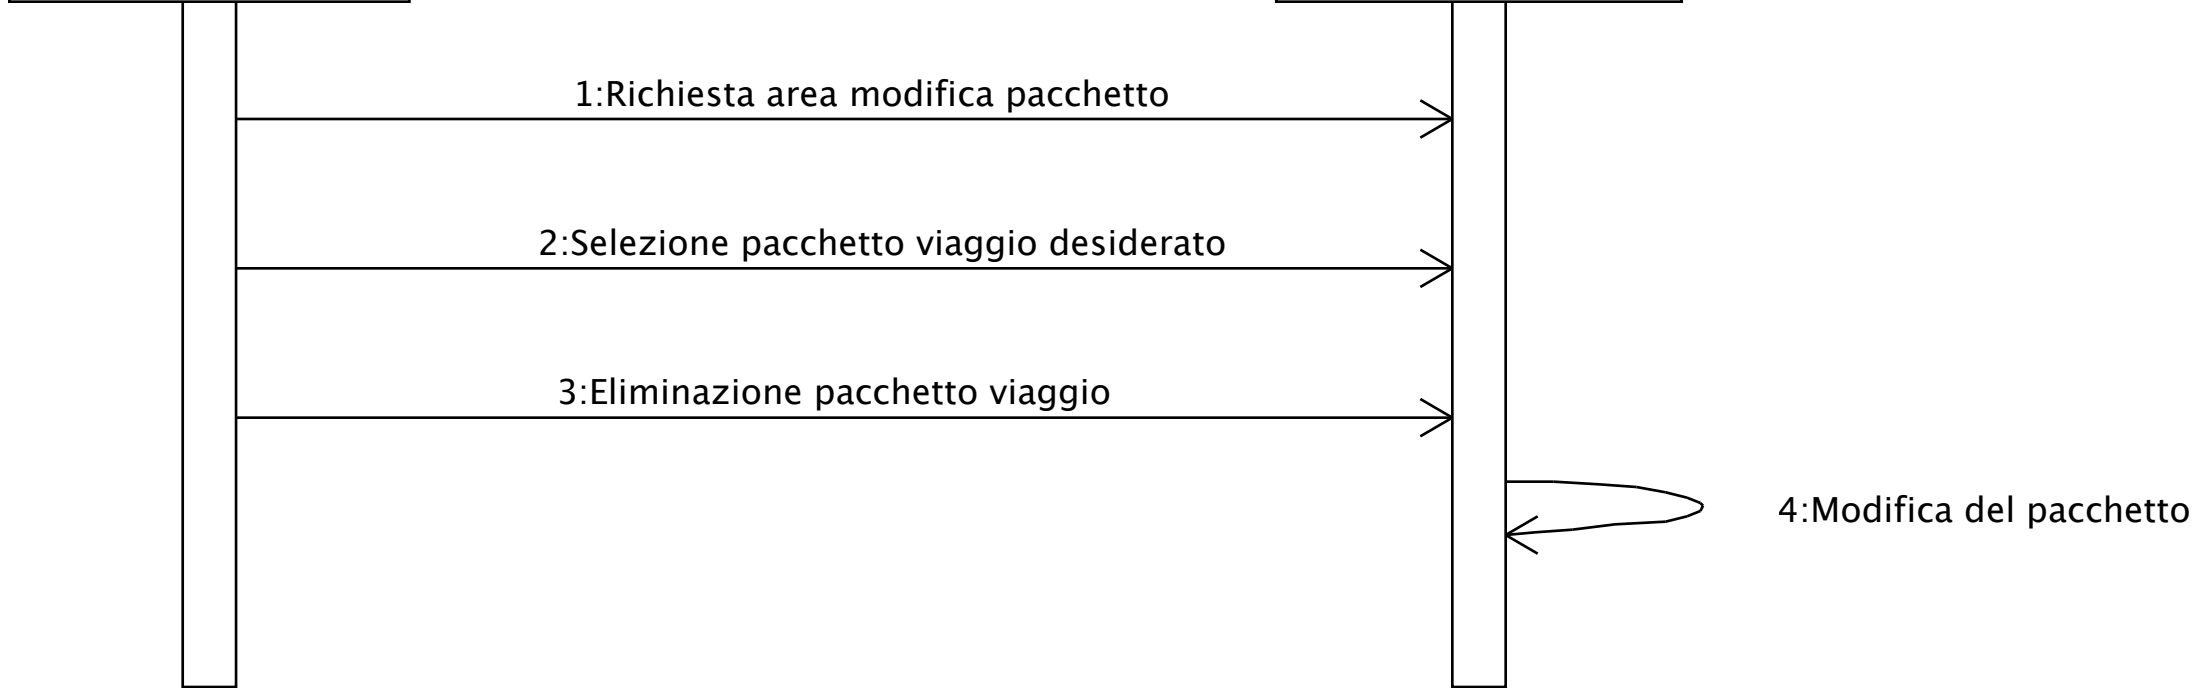 1:Richiesta area modifica pacchetto
2:Selezione pacchetto viaggio desiderato
3:Eliminazione pacchetto viaggio
4:Modifica del pacchetto